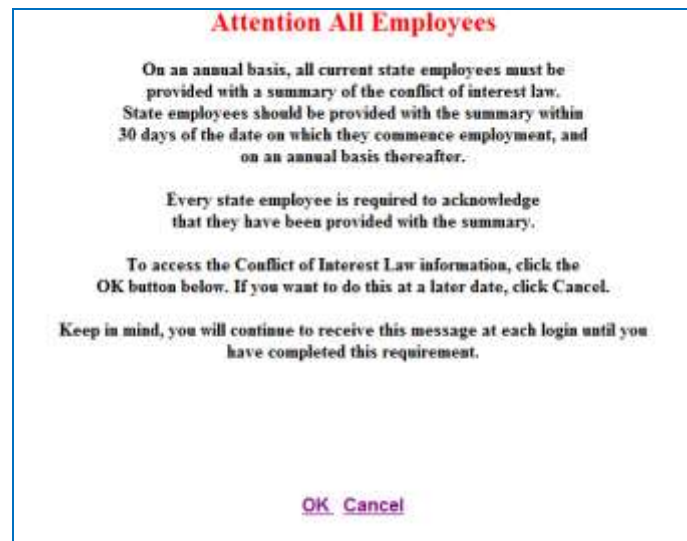 Attention All Employees
On an annual basis, all current state employees must be
provided with a summary of the conflict of interest law.
State employees should be provided with the summary within
30 days of the date on which they commence employment, and
on an annual basis thereafter.
Every state employee is required to acknowledge
that they have been provided with the summary.
To access the Conflict of Interest Law information, click the
OK button below. If you want to do this at a later date, click Cancel.
Keep in mind, you will continue to receive this message at each login until you
have completed this requirement.
OK Cancel